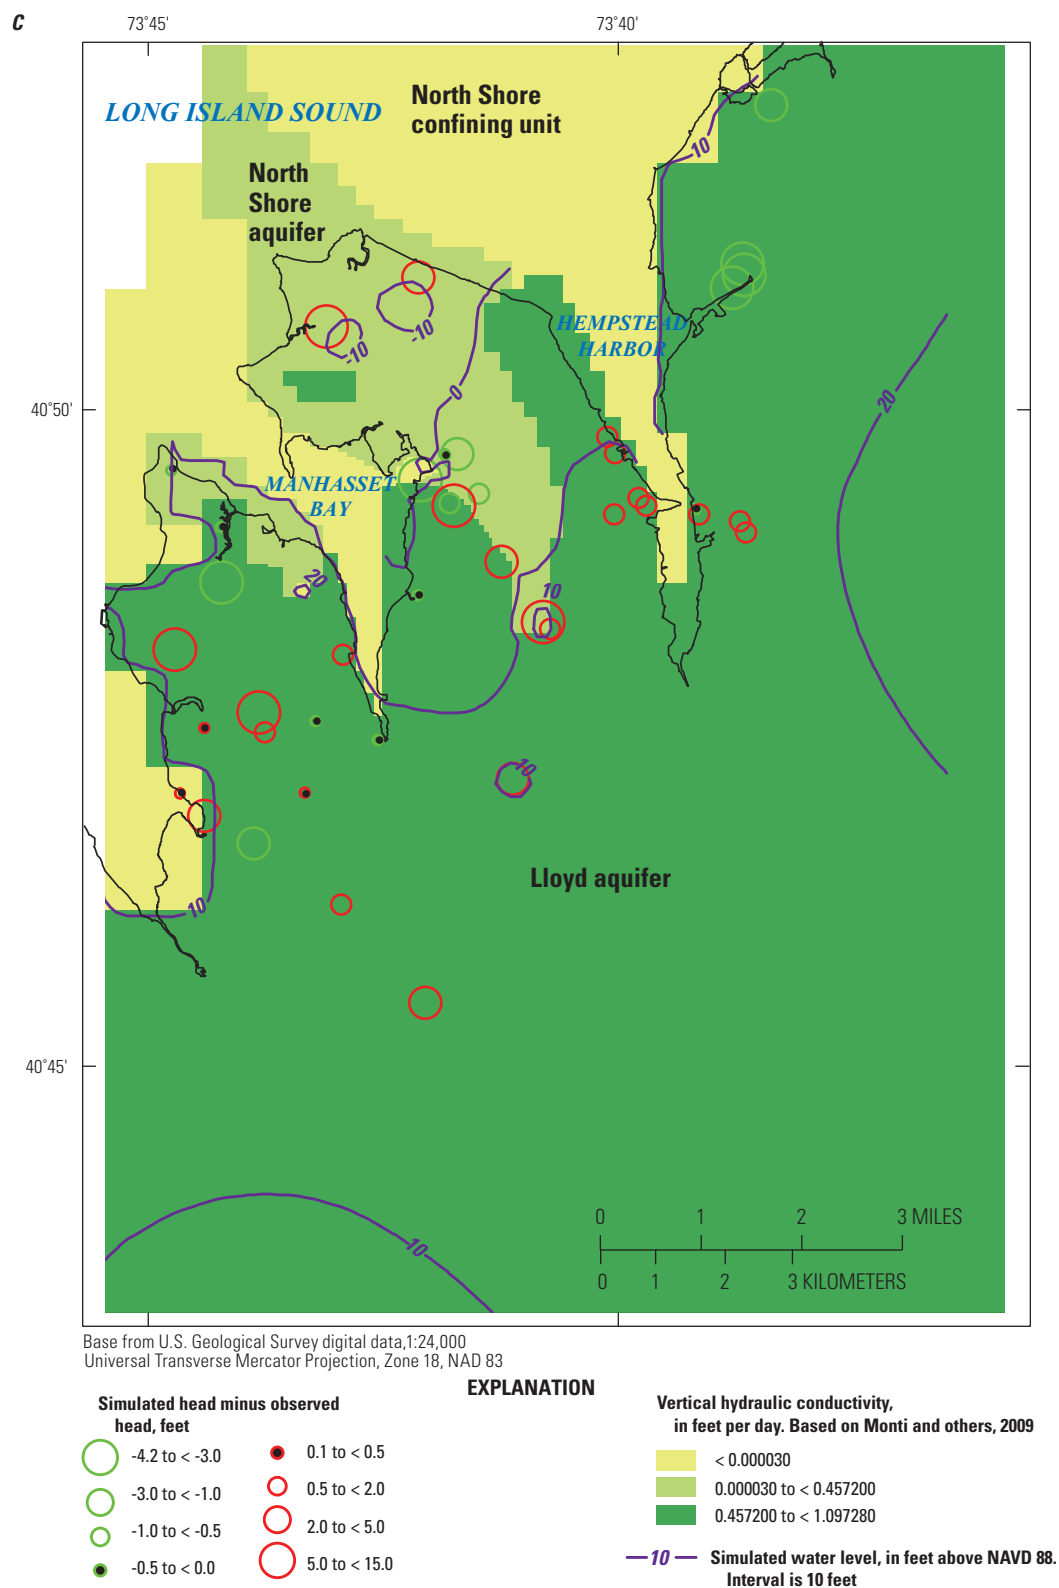 C
73°45'
73°40'
LONG ISLAND SOUND
North Shore
confining unit
10
North
Shore
aquifer
-10
-10
HEMPSTEAD
HARBOR
0
20
40°50'
MANHASSET
BAY
20
10
10
Lloyd aquifer
10
40°45'
10
0 1 2 3 MILES
0 1 2 3 KILOMETERS
Base from U.S. Geological Survey digital data,1:24,000
Universal Transverse Mercator Projection, Zone 18, NAD 83
EXPLANATION
Simulated head minus observed
head, feet
-4.2 to < -3.0
-3.0 to < -1.0
-1.0 to < -0.5
-0.5 to < 0.0
0.1 to < 0.5
0.5 to < 2.0
2.0 to < 5.0
5.0 to < 15.0
Vertical hydraulic conductivity,
in feet per day. Based on Monti and others, 2009
< 0.000030
0.000030 to < 0.457200
0.457200 to < 1.097280
10 Simulated water level, in feet above NAVD 88.
Interval is 10 feet